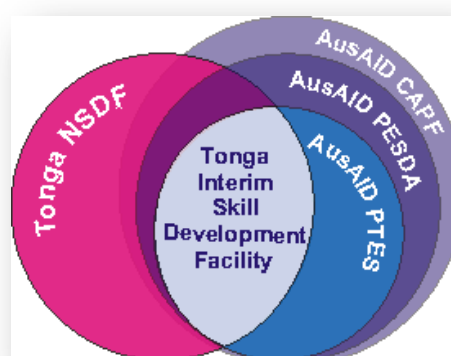 Tonga NSDF
Tonga
Interim
Skill
Development
Facility
AusAID PTEs
AusAID PESDA
AusAID CAPF